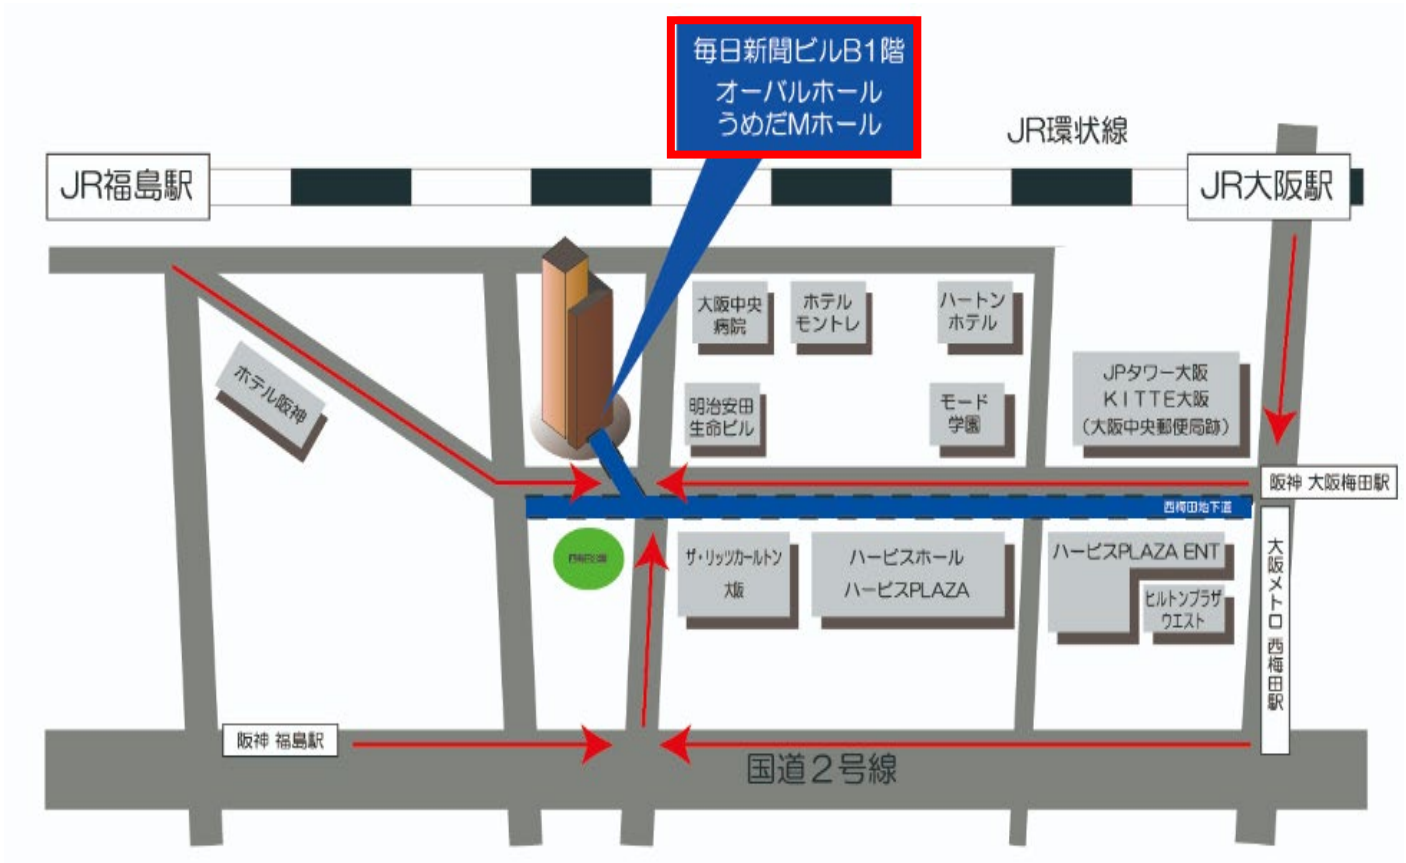 毎日新聞ビルB1階
オーバルホール
うめだMホール
JR環状線
JR福島駅
JR大阪駅
大阪中央
病院
ホテル
モントレ
ハートン
ホテル
ホテル阪神
明治安田
生命ビル
モード
学園
JPタワー大阪
KITTE大阪
(大阪中央郵便局跡)
阪神 大阪梅田駅
西梅田地下道
ザ・リッツカールトン
大阪
ハービスホール
ハービスPLAZA
ハービスPLAZA ENT
ヒルトンプラザ
ウエスト
大阪メトロ 西梅田駅
阪神 福島駅
国道2号線